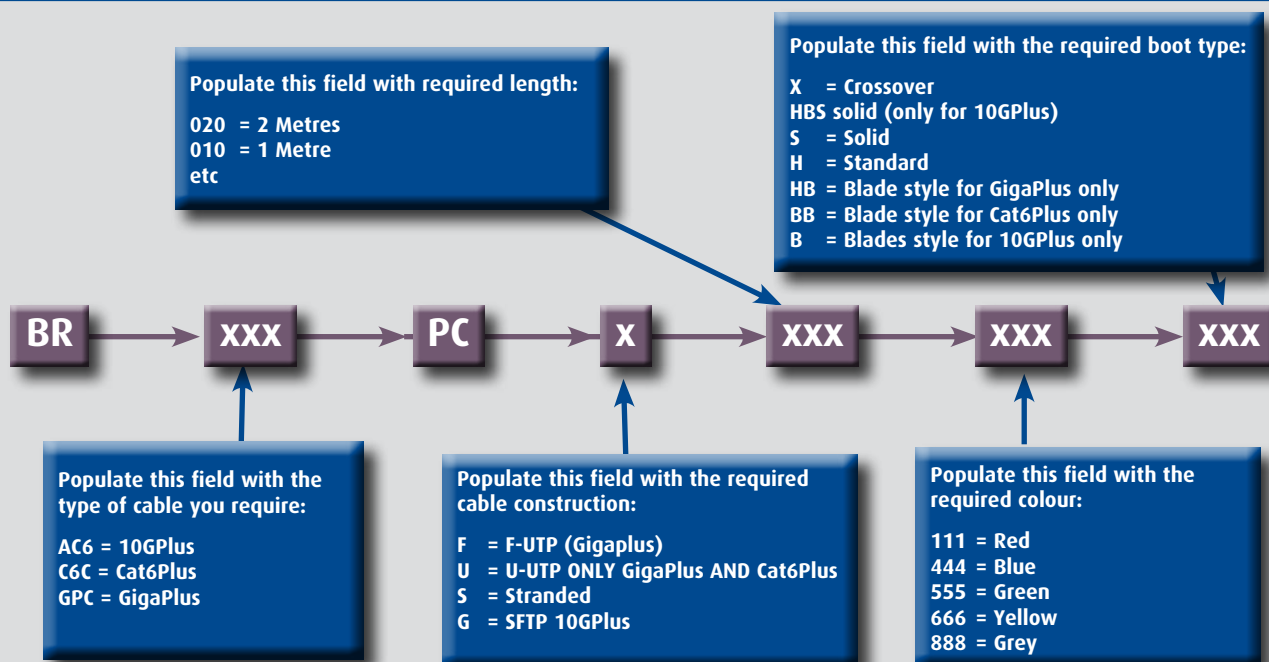 Populate this field with required length:
020 = 2 Metres
010 = 1 Metre
etc
Populate this field with the required boot type:
X = Crossover
HBS solid (only for 10GPlus)
S = Solid
H = Standard
HB = Blade style for GigaPlus only
BB = Blade style for Cat6Plus only
B = Blades style for 10GPlus only
BR XXX PC X XXX XXX XXX
Populate this field with the
type of cable you require:
AC6 = 10GPlus
C6C = Cat6Plus
GPC = GigaPlus
Populate this field with the required
cable construction:
F = F-UTP (Gigaplus)
U = U-UTP ONLY GigaPlus AND Cat6Plus
S = Stranded
G = SFTP 10GPlus
Populate this field with the
required colour:
111 = Red
444 = Blue
555 = Green
666 = Yellow
888 = Grey